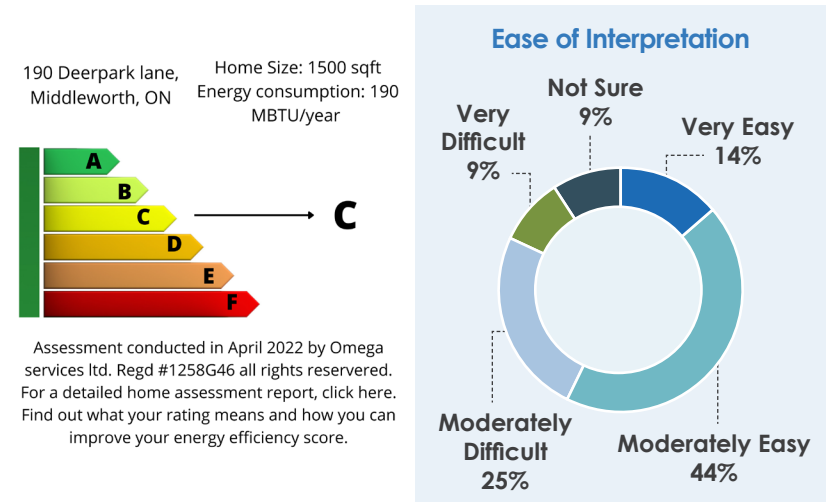 190 Deerpark lane,
Middleworth, ON
Home Size: 1500 sqft
Energy consumption: 190
MBTU/year
A
B
C
D
E
F
C
Assessment conducted in April 2022 by Omega
services ltd. Regd #1258G46 all rights reservered.
For a detailed home assessment report, click here.
Find out what your rating means and how you can
improve your energy efficiency score.
Ease of Interpretation
Not Sure
9%
Very Easy
14%
Very
Difficult
9%
Moderately
Difficult
25%
Moderately Easy
44%